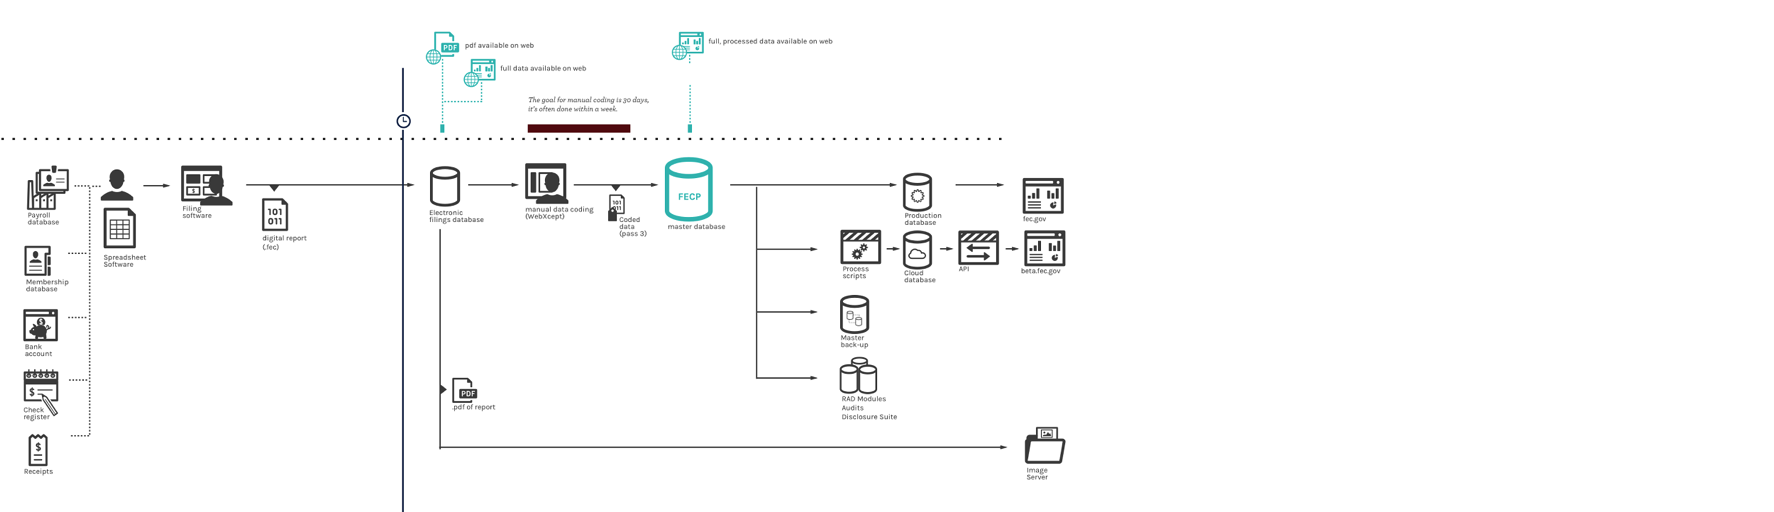 PDF
pdf available on web
full data available on web
full, processed data available on web
The goal for manual coding is 30 days,
it's often done within a week.
Payroll
database
Membership
database
$
Bank
account
$
Check
register
$
Receipts
Spreadsheet
Software
$
Filing
software
101
011
digital report
(.fec)
Electronic
filings database
manual data coding
(WebXcept)
101
011
Coded
data
(pass 3)
FECP
master database
Production
database
fec.gov
Process
scripts
Cloud
database
API
beta.fec.gov
Master
back-up
RAD Modules
Audits
Disclosure Suite
PDF
.pdf of report
Image
Server